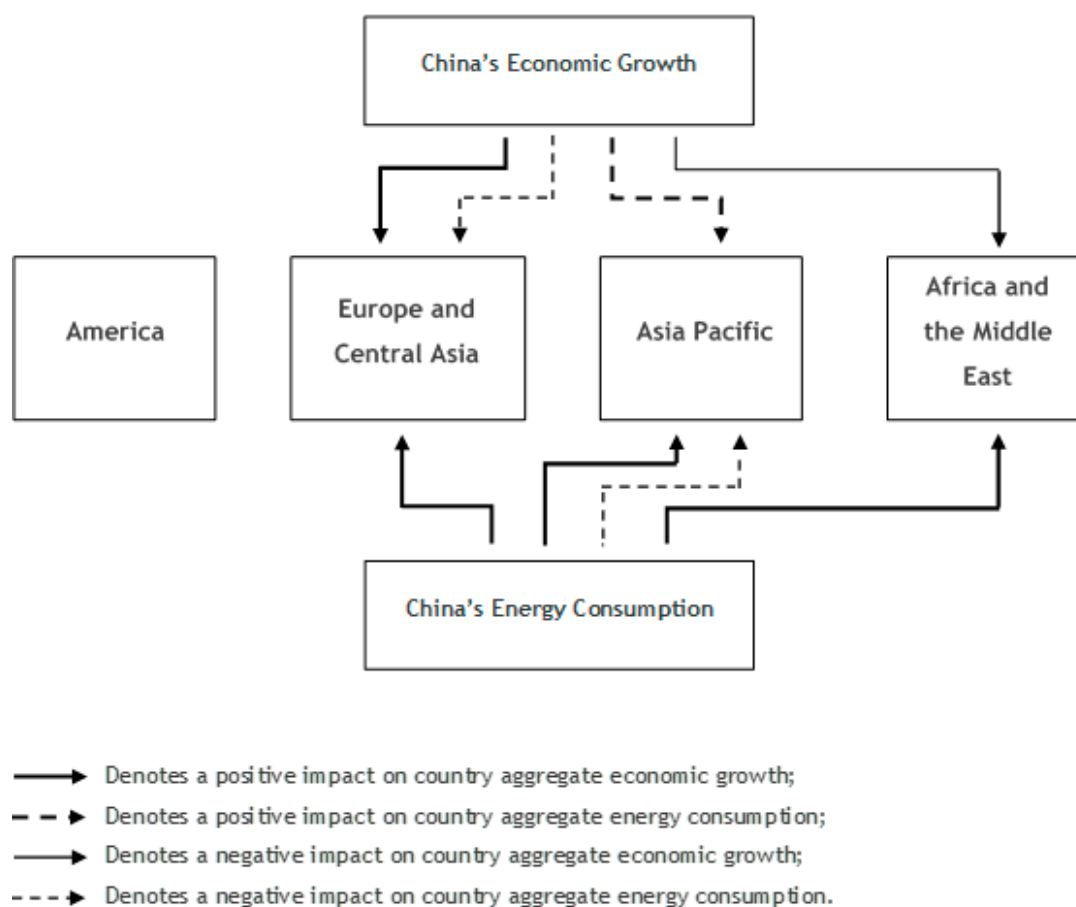 China's Economic Growth
America
Europe and
Central Asia
Asia Pacific
Africa and
the Middle
East
China's Energy Consumption
Denotes a positive impact on country aggregate economic growth;
Denotes a positive impact on country aggregate energy consumption;
Denotes a negative impact on country aggregate economic growth;
Denotes a negative impact on country aggregate energy consumption.